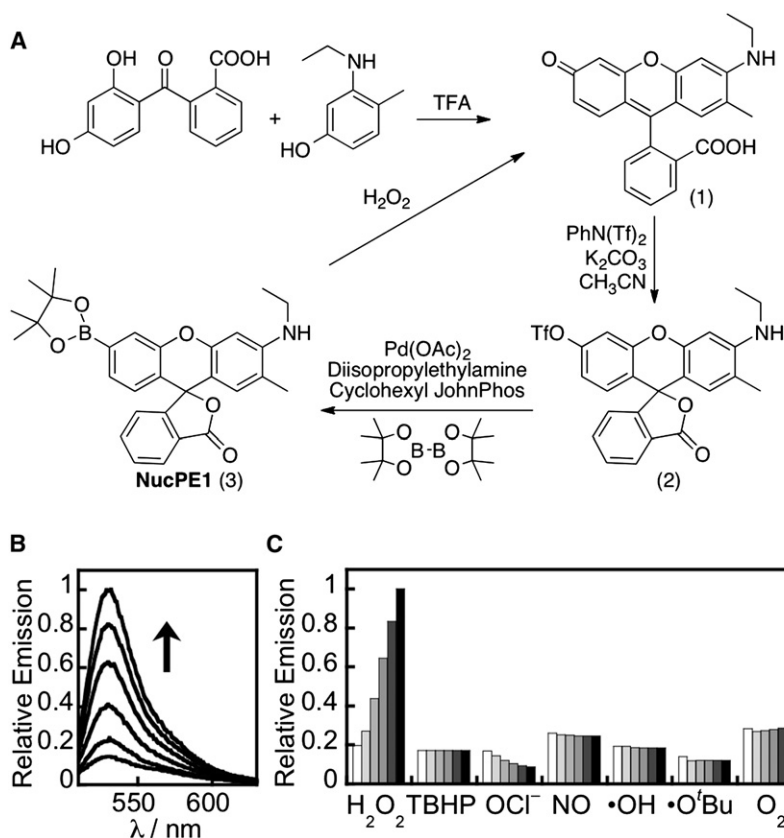 A
OH
O
COOH
HO
+
NH
HO
TFA
O
O
NH
COOH
(1)
H2O2
PhN(Tf)2
K2CO3
CH3CN
O
O
B
O
NH
O
O
NucPE1 (3)
Pd(OAc)2
Diisopropylethylamine
Cyclohexyl JohnPhos
O
O
B-B
O
O
TfO
O
NH
O
O
(2)
B
Relative Emission
1
0.8
0.6
0.4
0.2
0
550
600
λ / nm
C
Relative Emission
1
0.8
0.6
0.4
0.2
0
H2O2 TBHP OCl⁻ NO •OH •OᵗBu O2